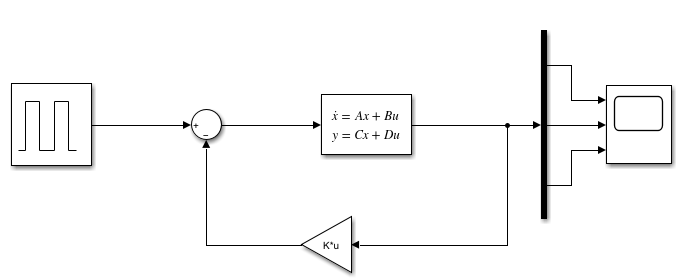 +
−
ẋ = Ax + Bu
y = Cx + Du
K*u